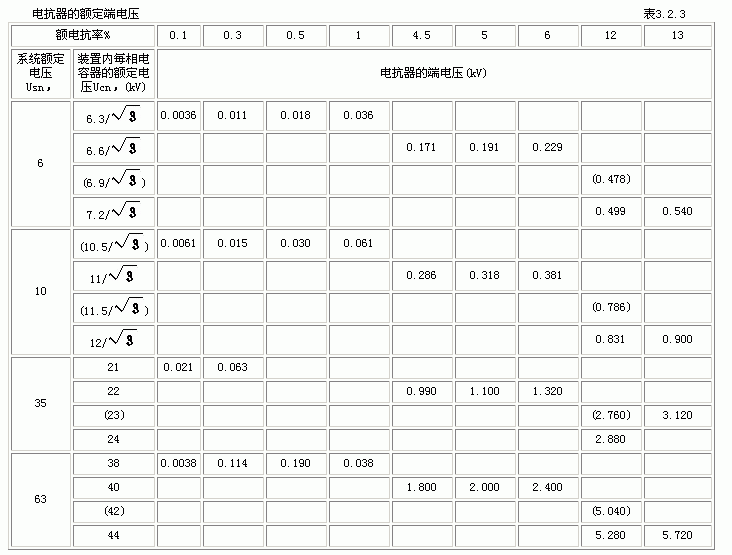 电抗器的额定端电压 表3.2.3
额电抗率% 0.1 0.3 0.5 1 4.5 5 6 12 13
系统额定电压Usn, 装置内每相电容器的额定电压Ucn,(kV) 电抗器的端电压(kV)
6 6.3/√3 0.0036 0.011 0.018 0.036
6.6/√3 0.171 0.191 0.229
(6.9/√3) (0.478)
7.2/√3 0.499 0.540
10 (10.5/√3) 0.0061 0.015 0.030 0.061
11/√3 0.286 0.318 0.381
(11.5/√3) (0.786)
12/√3 0.831 0.900
35 21 0.021 0.063
22 0.990 1.100 1.320
(23) (2.760) 3.120
24 2.880
63 38 0.0038 0.114 0.190 0.038
40 1.800 2.000 2.400
(42) (5.040)
44 5.280 5.720